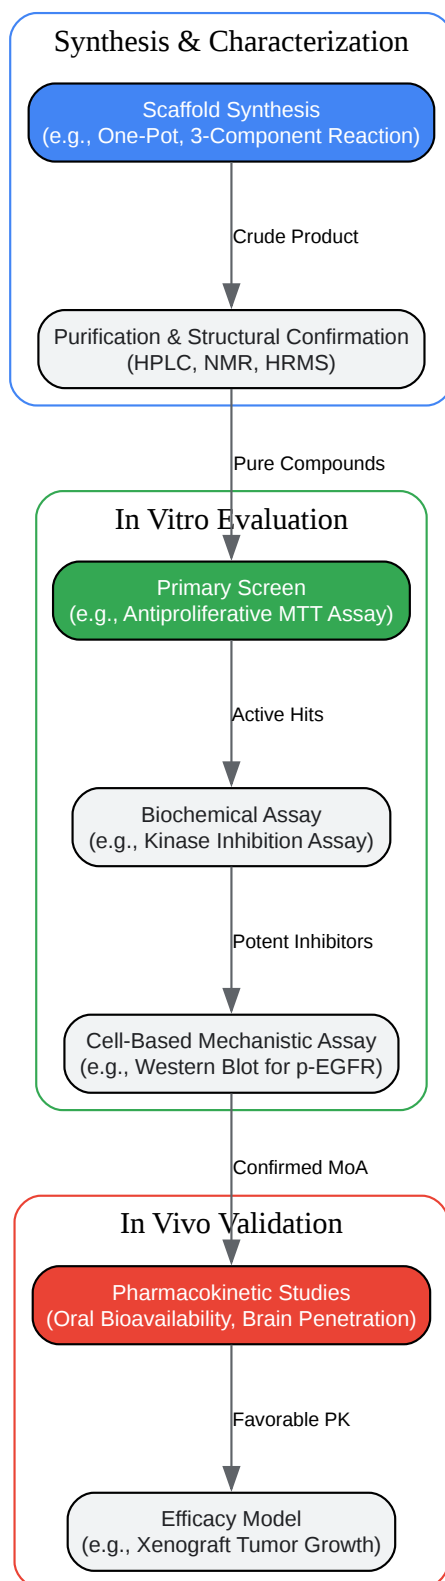 Synthesis & Characterization
Scaffold Synthesis
(e.g., One-Pot, 3-Component Reaction)
Crude Product
Purification & Structural Confirmation
(HPLC, NMR, HRMS)
Pure Compounds
In Vitro Evaluation
Primary Screen
(e.g., Antiproliferative MTT Assay)
Active Hits
Biochemical Assay
(e.g., Kinase Inhibition Assay)
Potent Inhibitors
Cell-Based Mechanistic Assay
(e.g., Western Blot for p-EGFR)
Confirmed MoA
In Vivo Validation
Pharmacokinetic Studies
(Oral Bioavailability, Brain Penetration)
Favorable PK
Efficacy Model
(e.g., Xenograft Tumor Growth)